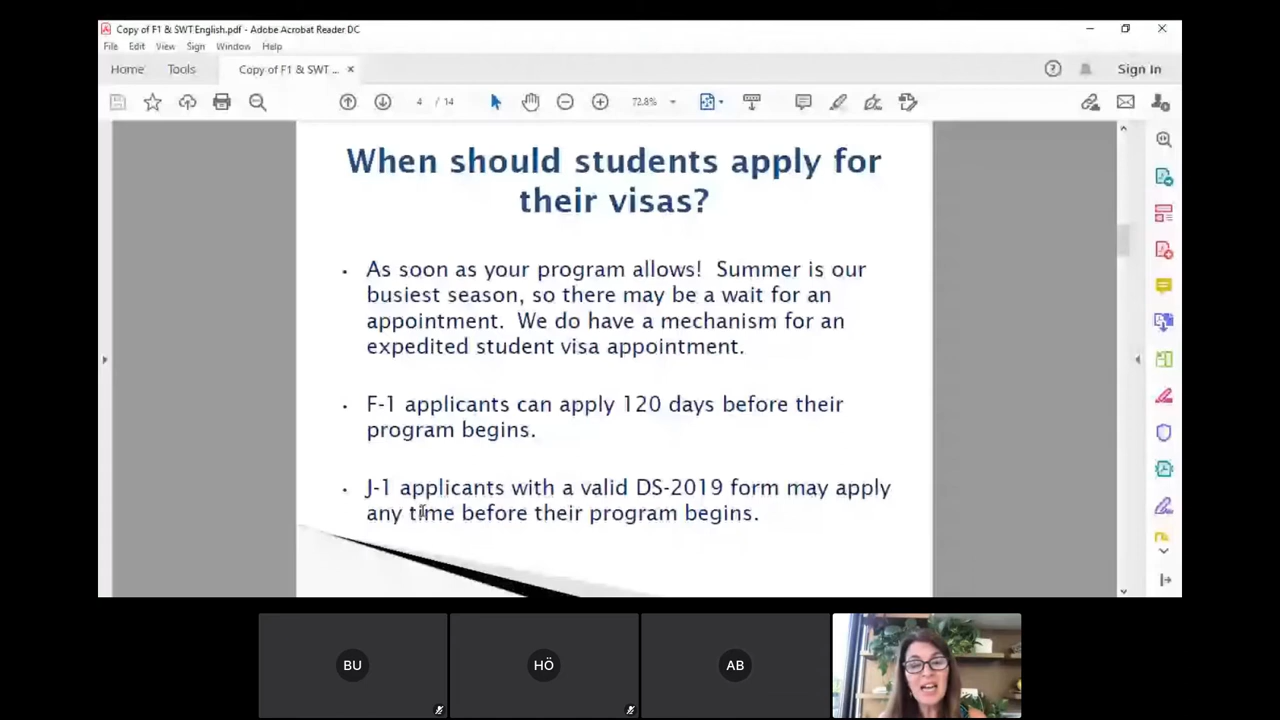 Copy of F1 & SWT English.pdf - Adobe Acrobat Reader DC
File Edit View Sign Window Help
Home Tools Copy of F1 & SWT ... × Sign In
4 / 14 72.8%
When should students apply for
their visas?
• As soon as your program allows! Summer is our
busiest season, so there may be a wait for an
appointment. We do have a mechanism for an
expedited student visa appointment.
• F-1 applicants can apply 120 days before their
program begins.
• J-1 applicants with a valid DS-2019 form may apply
any time before their program begins.
BU HÖ AB